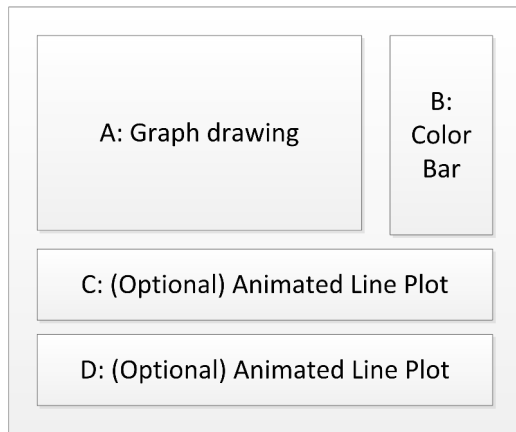 A: Graph drawing
B:
Color
Bar
C: (Optional) Animated Line Plot
D: (Optional) Animated Line Plot